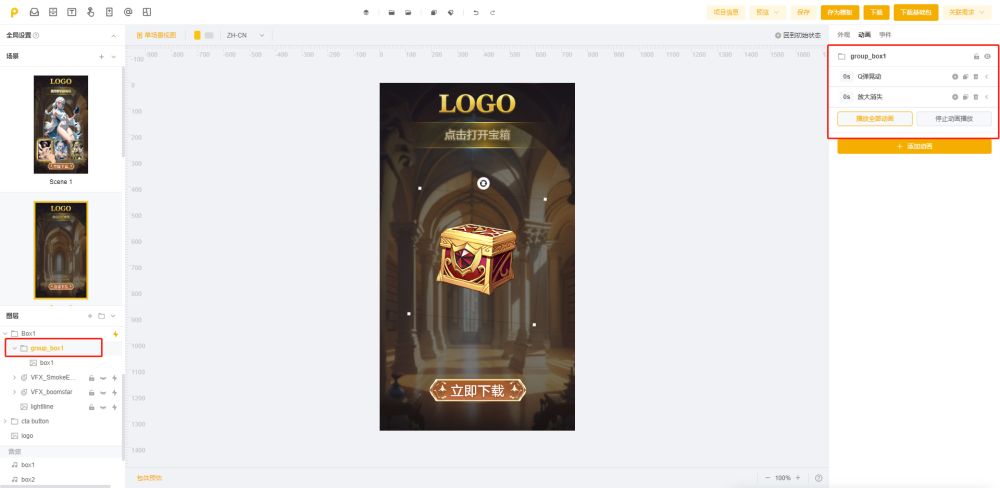 项目信息
预览
保存
存为模板
下载
下载基础包
关联需求
全局设置
单场景视图
ZH-CN
回到初始状态
外观
动画
事件
场景
-900
-800
-700
-600
-500
-400
-300
-200
-100
0
100
200
300
400
500
600
700
800
900
1000
1100
1200
1300
1400
1500
1600
-100
0
100
200
300
400
500
600
700
800
900
1000
1100
1200
1300
1400
group_box1
0s
Q弹晃动
0s
放大消失
播放全部动画
停止动画播放
+ 添加动画
LOGO
Scene 1
LOGO
LOGO
点击打开宝箱
立即下载
图层
Box1
group_box1
box1
VFX_SmokeE...
VFX_boomstar
lightline
cta button
logo
音效
box1
box2
包体预估
100%